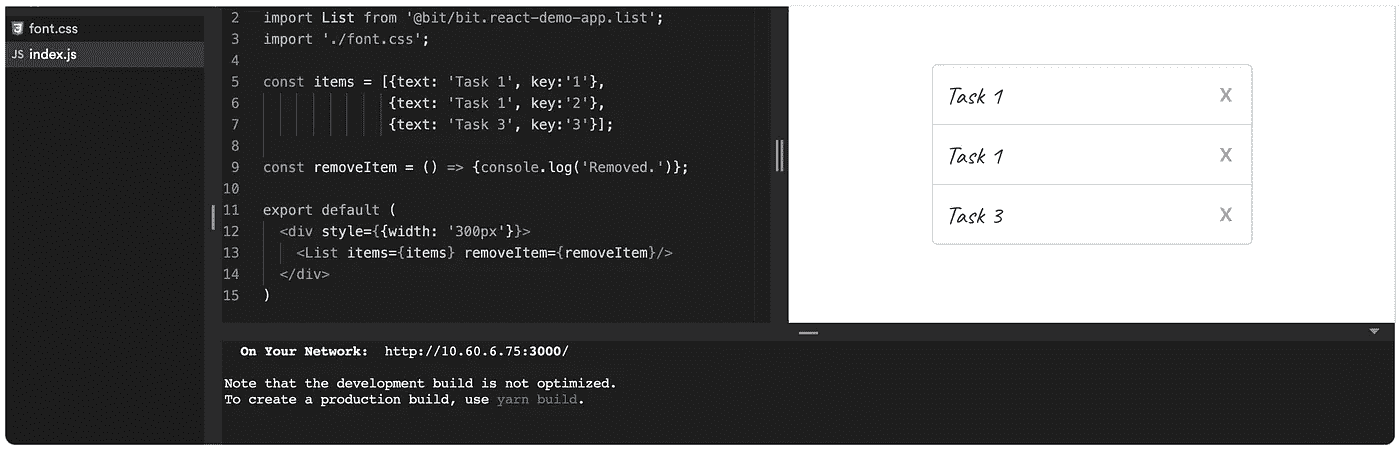 font.css
JS index.js
2 import List from '@bit/bit.react-demo-app.list';
3 import './font.css';
4
5 const items = [{text: 'Task 1', key:'1'},
6 {text: 'Task 1', key:'2'},
7 {text: 'Task 3', key:'3'}];
8
9 const removeItem = () => {console.log('Removed.')};
10
11 export default (
12 <div style={{width: '300px'}}>
13 <List items={items} removeItem={removeItem}/>
14 </div>
15 )
Task 1 X
Task 1 X
Task 3 X
On Your Network: http://10.60.6.75:3000/
Note that the development build is not optimized.
To create a production build, use yarn build.